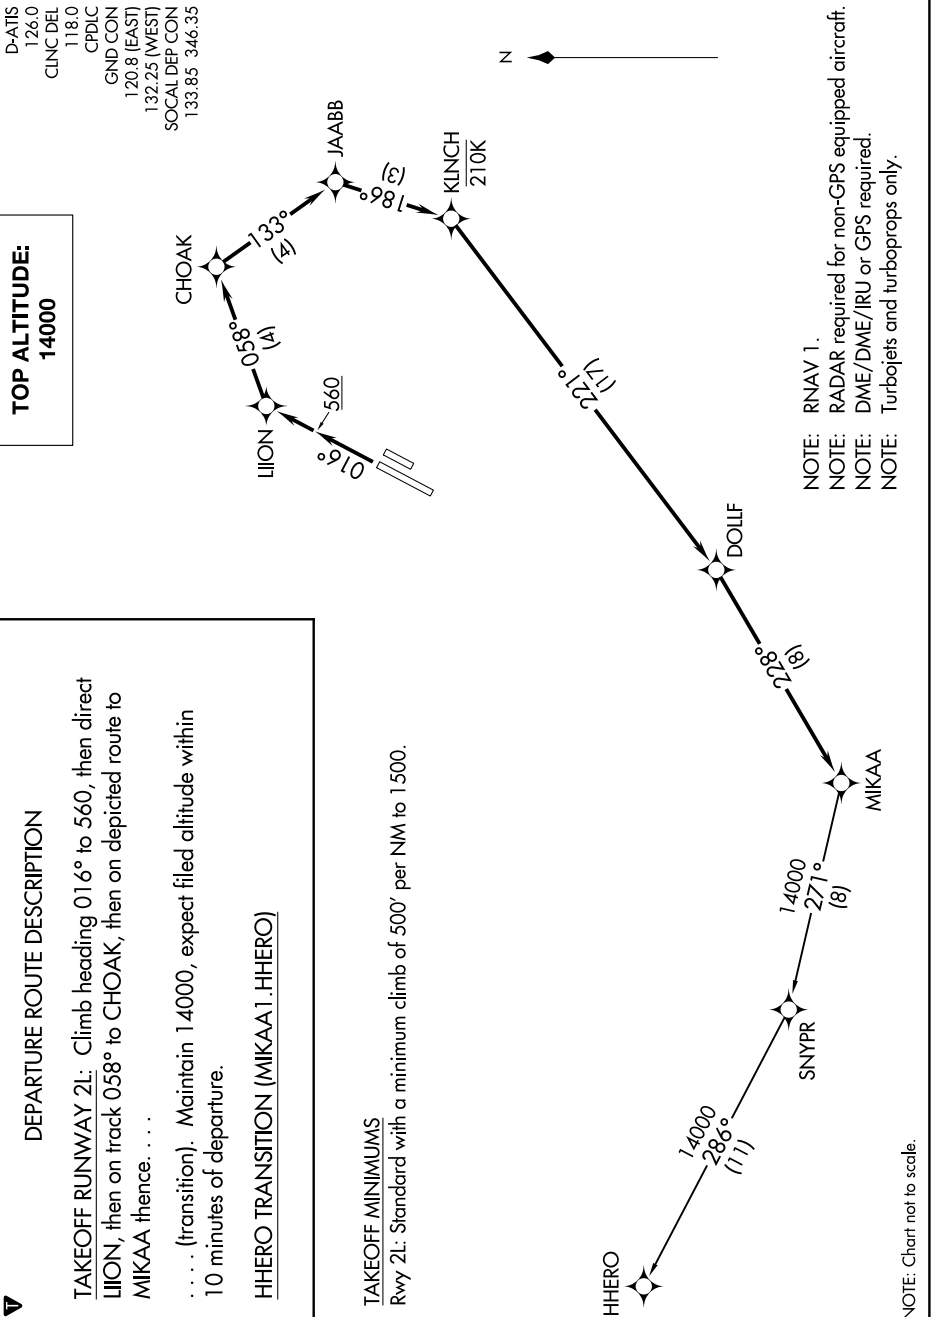 DEPARTURE ROUTE DESCRIPTION
TAKEOFF RUNWAY 2L: Climb heading 016° to 560, then direct
LIION, then on track 058° to CHOAK, then on depicted route to
MIKAA thence. . . .
. . . . (transition). Maintain 14000, expect filed altitude within
10 minutes of departure.
HHERO TRANSITION (MIKAA1.HHERO)
TAKEOFF MINIMUMS
Rwy 2L: Standard with a minimum climb of 500' per NM to 1500.
TOP ALTITUDE:
14000
D-ATIS
126.0
CLNC DEL
118.0
CPDLC
GND CON
120.8 (EAST)
132.25 (WEST)
SOCAL DEP CON
133.85 346.35
CHOAK
133°
(4)
JAABB
058°
(4)
186°
(3)
LIION
KLNCH
210K
560
016°
N
221°
(17)
DOLLF
228°
(8)
MIKAA
14000
271°
(8)
SNYPR
14000
286°
(11)
HHERO
NOTE: RNAV 1.
NOTE: RADAR required for non-GPS equipped aircraft.
NOTE: DME/DME/IRU or GPS required.
NOTE: Turbojets and turboprops only.
NOTE: Chart not to scale.
T